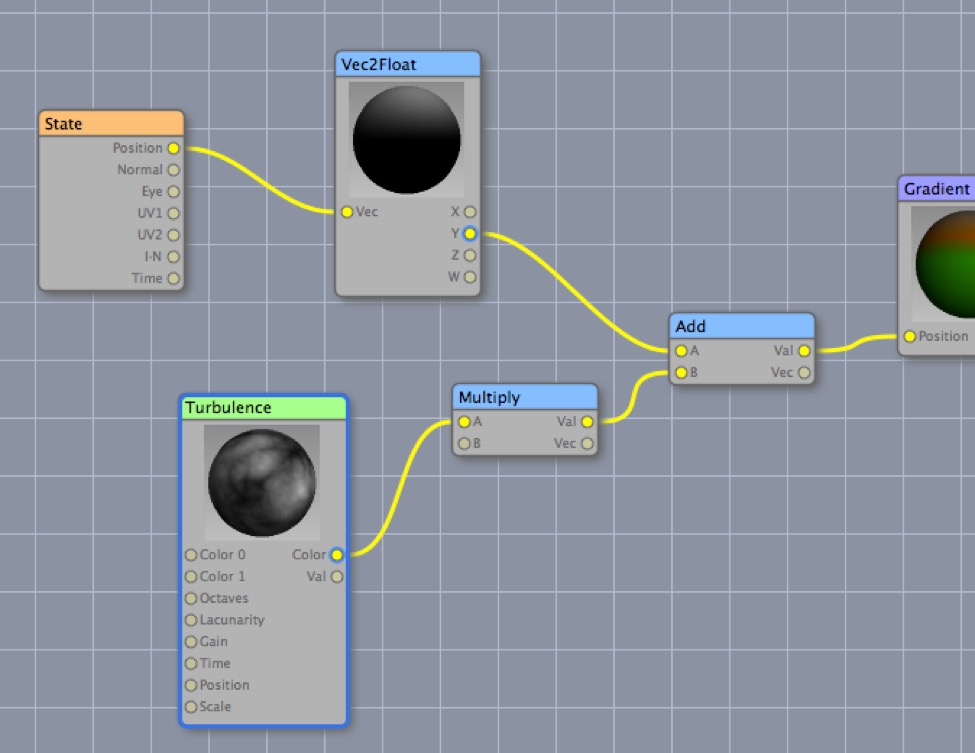 State
Position
Normal
Eye
UV1
UV2
I-N
Time
Vec2Float
Vec X
Y
Z
W
Gradient
Position
Add
A Val
B Vec
Multiply
A Val
B Vec
Turbulence
Color 0 Color
Color 1 Val
Octaves
Lacunarity
Gain
Time
Position
Scale